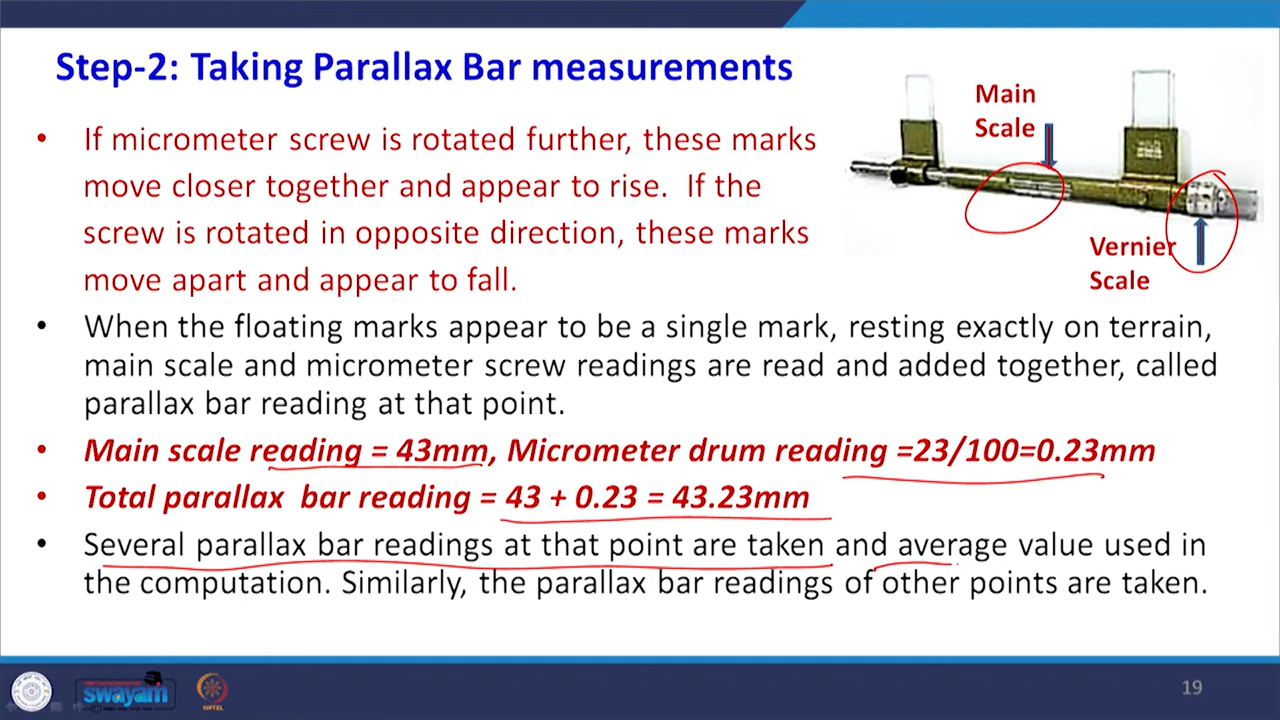 Step-2: Taking Parallax Bar measurements
Main
Scale
• If micrometer screw is rotated further, these marks
move closer together and appear to rise. If the
screw is rotated in opposite direction, these marks
move apart and appear to fall.
Vernier
Scale
• When the floating marks appear to be a single mark, resting exactly on terrain,
main scale and micrometer screw readings are read and added together, called
parallax bar reading at that point.
• Main scale reading = 43mm, Micrometer drum reading =23/100=0.23mm
• Total parallax bar reading = 43 + 0.23 = 43.23mm
• Several parallax bar readings at that point are taken and average value used in
the computation. Similarly, the parallax bar readings of other points are taken.
swayam
NPTEL
19